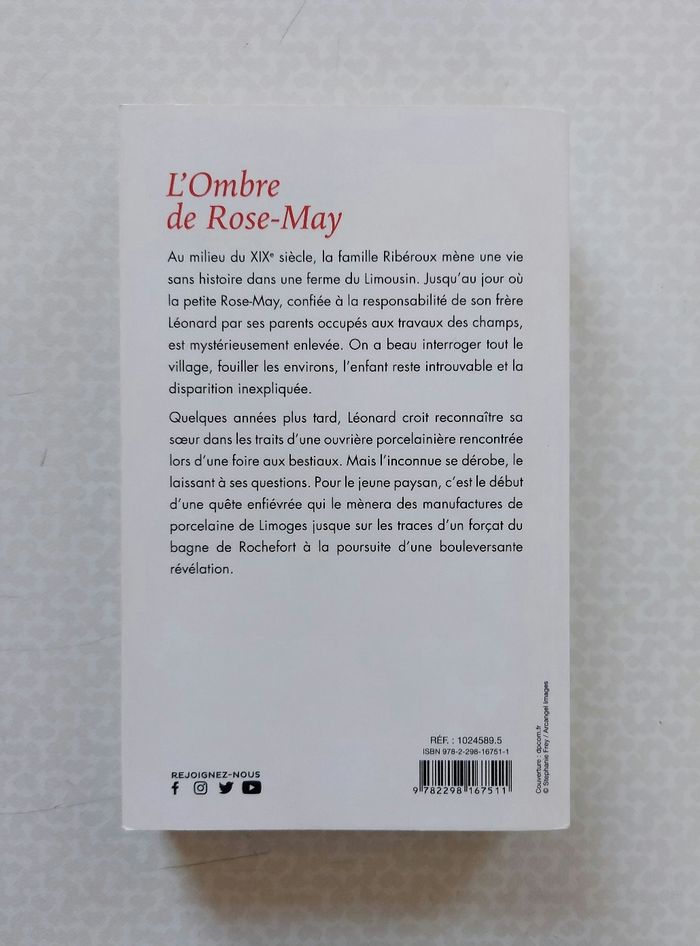 L'Ombre
de Rose-May
Au milieu du XIXᵉ siècle, la famille Ribéroux mène une vie
sans histoire dans une ferme du Limousin. Jusqu'au jour où
la petite Rose-May, confiée à la responsabilité de son frère
Léonard par ses parents occupés aux travaux des champs,
est mystérieusement enlevée. On a beau interroger tout le
village, fouiller les environs, l'enfant reste introuvable et la
disparition inexpliquée.
Quelques années plus tard, Léonard croit reconnaître sa
sœur dans les traits d'une ouvrière porcelainière rencontrée
lors d'une foire aux bestiaux. Mais l'inconnue se dérobe, le
laissant à ses questions. Pour le jeune paysan, c'est le début
d'une quête enfiévrée qui le mènera des manufactures de
porcelaine de Limoges jusque sur les traces d'un forçat du
bagne de Rochefort à la poursuite d'une bouleversante
révélation.
RÉF. : 1024589.5
ISBN 978-2-298-16751-1
9 782298 167511
REJOIGNEZ-NOUS
Couverture : dpcom.fr
© Stephanie Frey / Arcangel Images